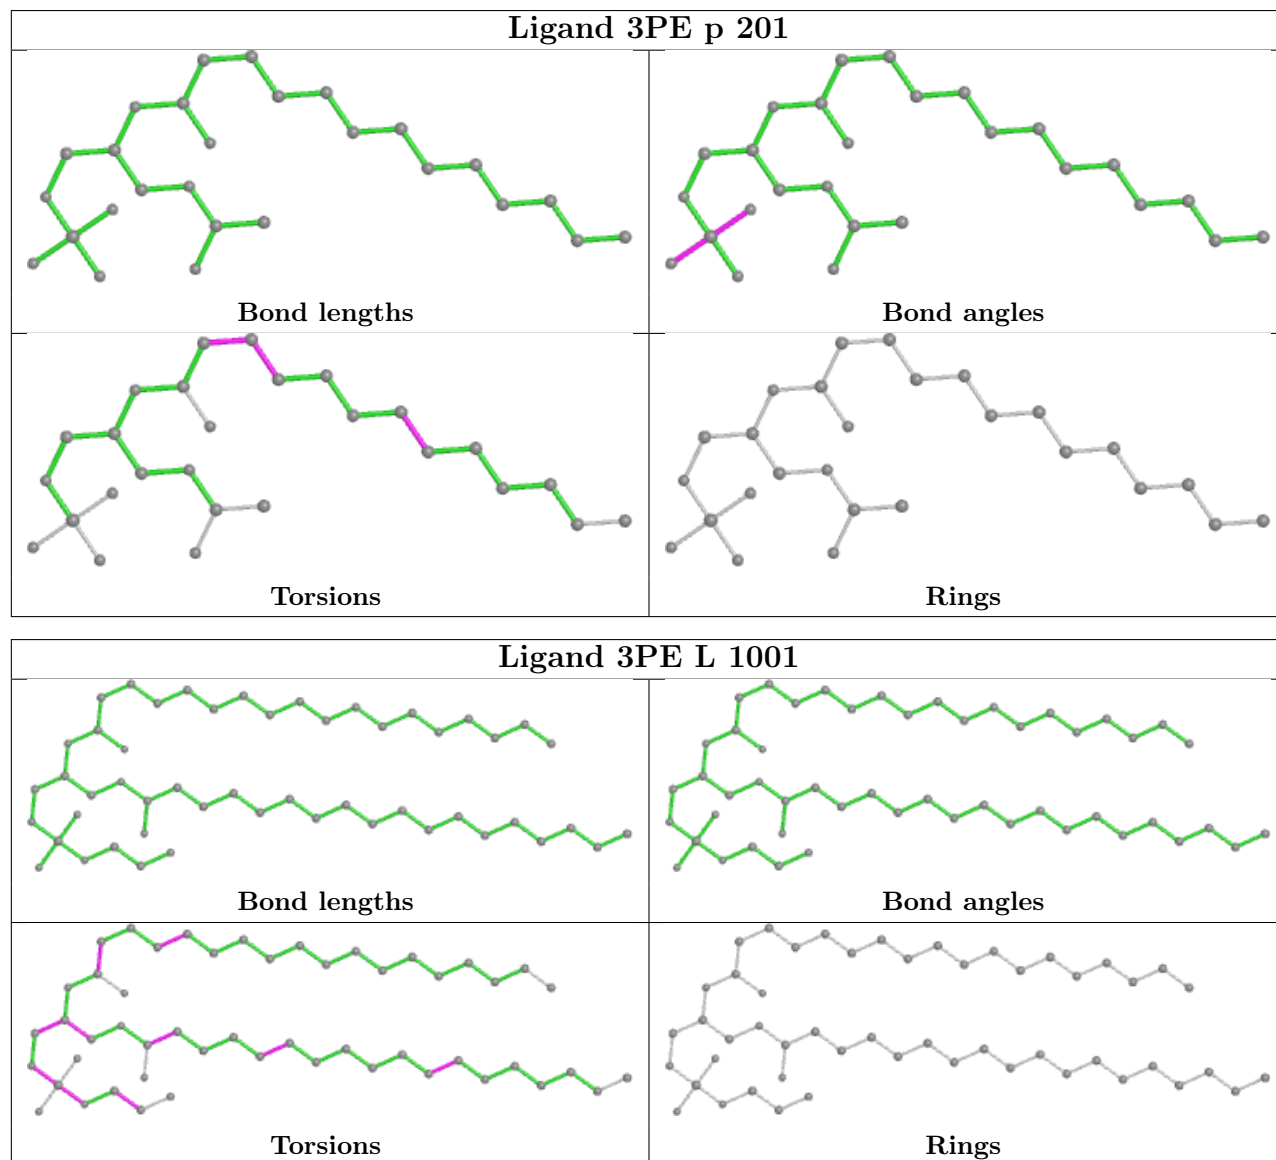 Ligand 3PE p 201
Bond lengths
Bond angles
Torsions
Rings
Ligand 3PE L 1001
Bond lengths
Bond angles
Torsions
Rings